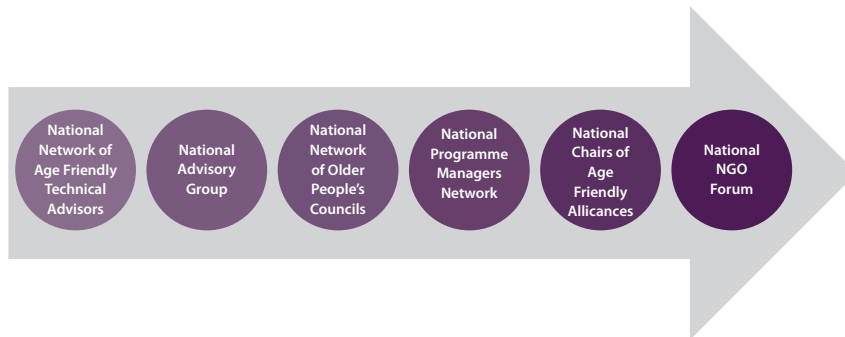 National
Network of
Age Friendly
Technical
Advisors
National
Advisory
Group
National
Network
of Older
People's
Councils
National
Programme
Managers
Network
National
Chairs of
Age
Friendly
Allicances
National
NGO
Forum